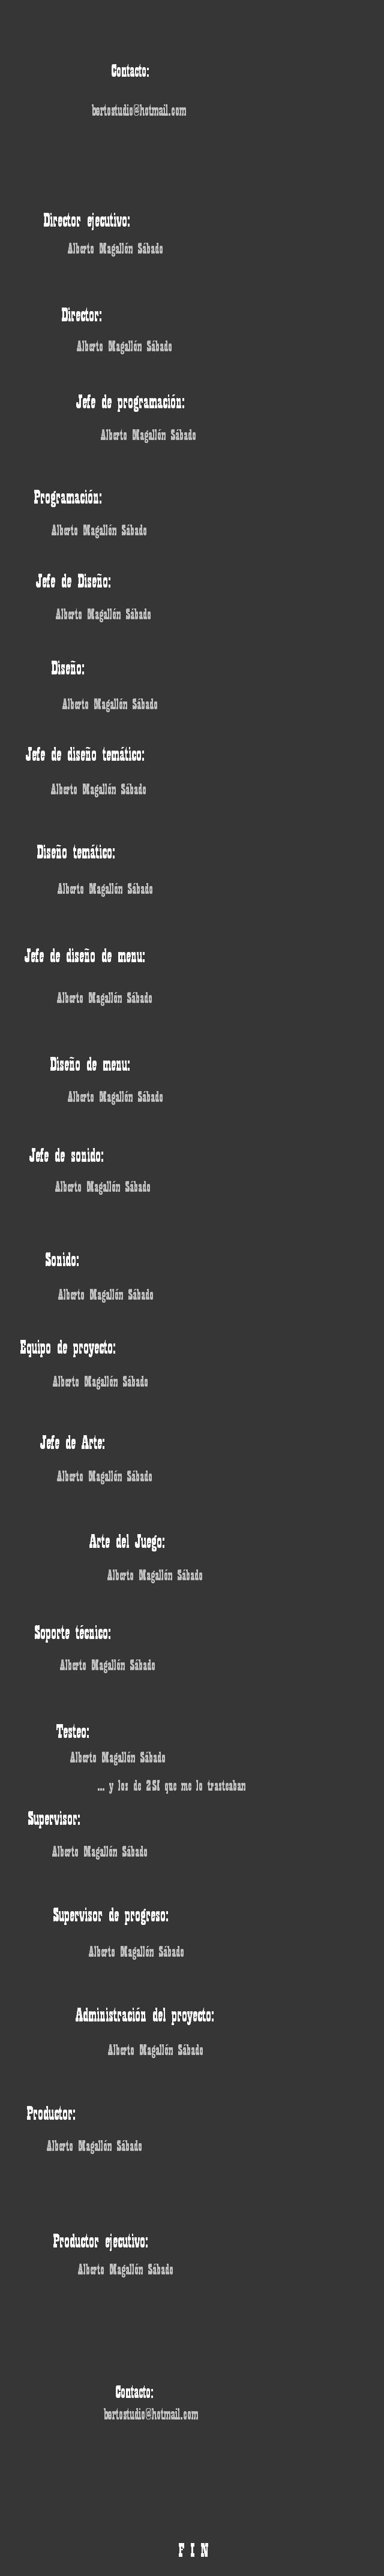 Contacto:
bertostudio@hotmail.com
Director ejecutivo:
Alberto Magallón Sábado
Director:
Alberto Magallón Sábado
Jefe de programación:
Alberto Magallón Sábado
Programación:
Alberto Magallón Sábado
Jefe de Diseño:
Alberto Magallón Sábado
Diseño:
Alberto Magallón Sábado
Jefe de diseño temático:
Alberto Magallón Sábado
Diseño temático:
Alberto Magallón Sábado
Jefe de diseño de menu:
Alberto Magallón Sábado
Diseño de menu:
Alberto Magallón Sábado
Jefe de sonido:
Alberto Magallón Sábado
Sonido:
Alberto Magallón Sábado
Equipo de proyecto:
Alberto Magallón Sábado
Jefe de Arte:
Alberto Magallón Sábado
Arte del Juego:
Alberto Magallón Sábado
Soporte técnico:
Alberto Magallón Sábado
Testeo:
Alberto Magallón Sábado
... y los de que me lo trasteaban
Supervisor:
Alberto Magallón Sábado
Supervisor de progreso:
Alberto Magallón Sábado
Administración del proyecto:
Alberto Magallón Sábado
Productor:
Alberto Magallón Sábado
Productor ejecutivo:
Alberto Magallón Sábado
Contacto:
bertostudio@hotmail.com
F I N